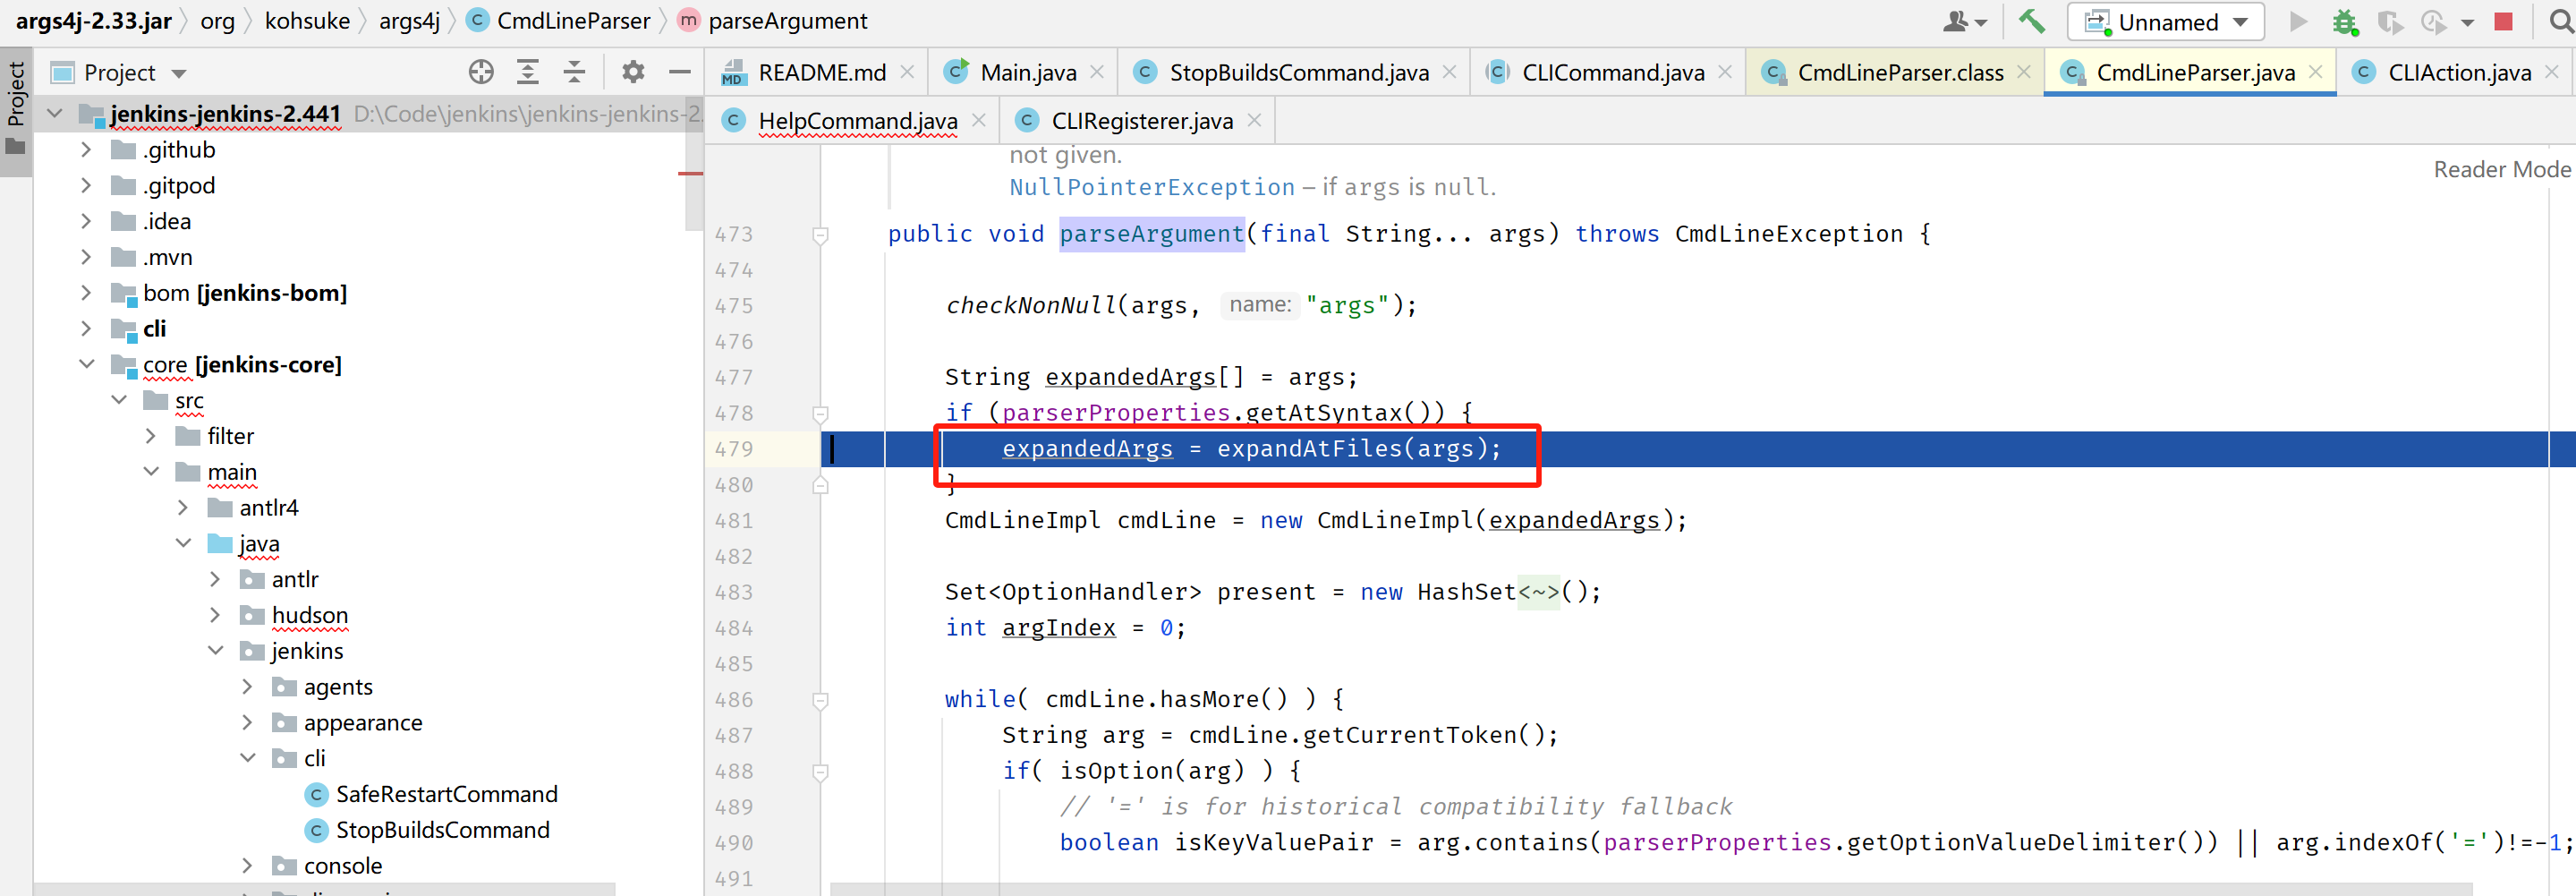 args4j-2.33.jar org kohsuke args4j CmdLineParser parseArgument
Unnamed
Project
Project
README.md Main.java StopBuildsCommand.java CLICommand.java CmdLineParser.class CmdLineParser.java CLIAction.java
HelpCommand.java CLIRegisterer.java
jenkins-jenkins-2.441 D:\Code\jenkins\jenkins-jenkins-2.
.github
.gitpod
.idea
.mvn
bom [jenkins-bom]
cli
core [jenkins-core]
src
filter
main
antlr4
java
antlr
hudson
jenkins
agents
appearance
cli
SafeRestartCommand
StopBuildsCommand
console
not given.
Reader Mode
NullPointerException – if args is null.
473 public void parseArgument(final String... args) throws CmdLineException {
474
475 checkNonNull(args, name: "args");
476
477 String expandedArgs[] = args;
478 if (parserProperties.getAtSyntax()) {
479 expandedArgs = expandAtFiles(args);
480 }
481 CmdLineImpl cmdLine = new CmdLineImpl(expandedArgs);
482
483 Set<OptionHandler> present = new HashSet<~>();
484 int argIndex = 0;
485
486 while( cmdLine.hasMore() ) {
487 String arg = cmdLine.getCurrentToken();
488 if( isOption(arg) ) {
489 // '=' is for historical compatibility fallback
490 boolean isKeyValuePair = arg.contains(parserProperties.getOptionValueDelimiter()) || arg.indexOf('=')!=-1;
491